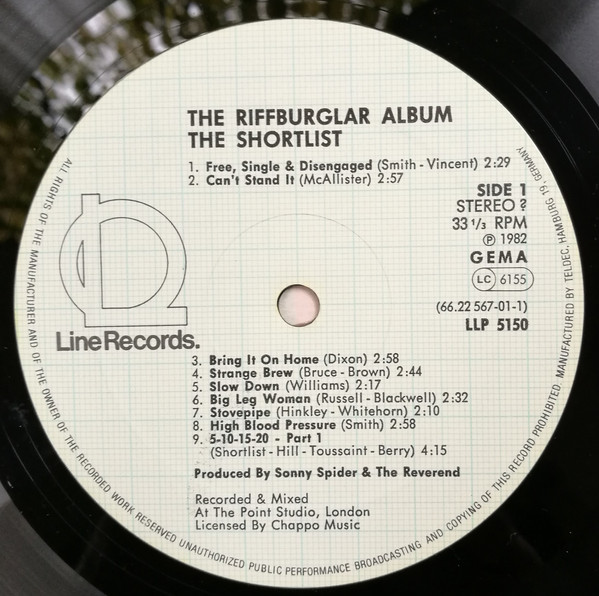 THE RIFFBURGLAR ALBUM
THE SHORTLIST
1. Free, Single & Disengaged (Smith - Vincent) 2:29
2. Can't Stand It (McAllister) 2:57
SIDE 1
STEREO ?
33 1/3 RPM
Ⓟ 1982
GEMA
LC 6155
(66.22 567-01-1)
LLP 5150
Line Records.
3. Bring It On Home (Dixon) 2:58
4. Strange Brew (Bruce - Brown) 2:44
5. Slow Down (Williams) 2:17
6. Big Leg Woman (Russell - Blackwell) 2:32
7. Stovepipe (Hinkley - Whitehorn) 2:10
8. High Blood Pressure (Smith) 2:58
9. 5-10-15-20 - Part 1
(Shortlist - Hill - Toussaint - Berry) 4:15
Produced By Sonny Spider & The Reverend
Recorded & Mixed
At The Point Studio, London
Licensed By Chappo Music
ALL RIGHTS OF THE MANUFACTURER AND OF THE OWNER OF THE RECORDED WORK RESERVED UNAUTHORIZED PUBLIC PERFORMANCE BROADCASTING AND COPYING OF THIS RECORD PROHIBITED. MANUFACTURED BY TELDEC, HAMBURG 19, GERMANY